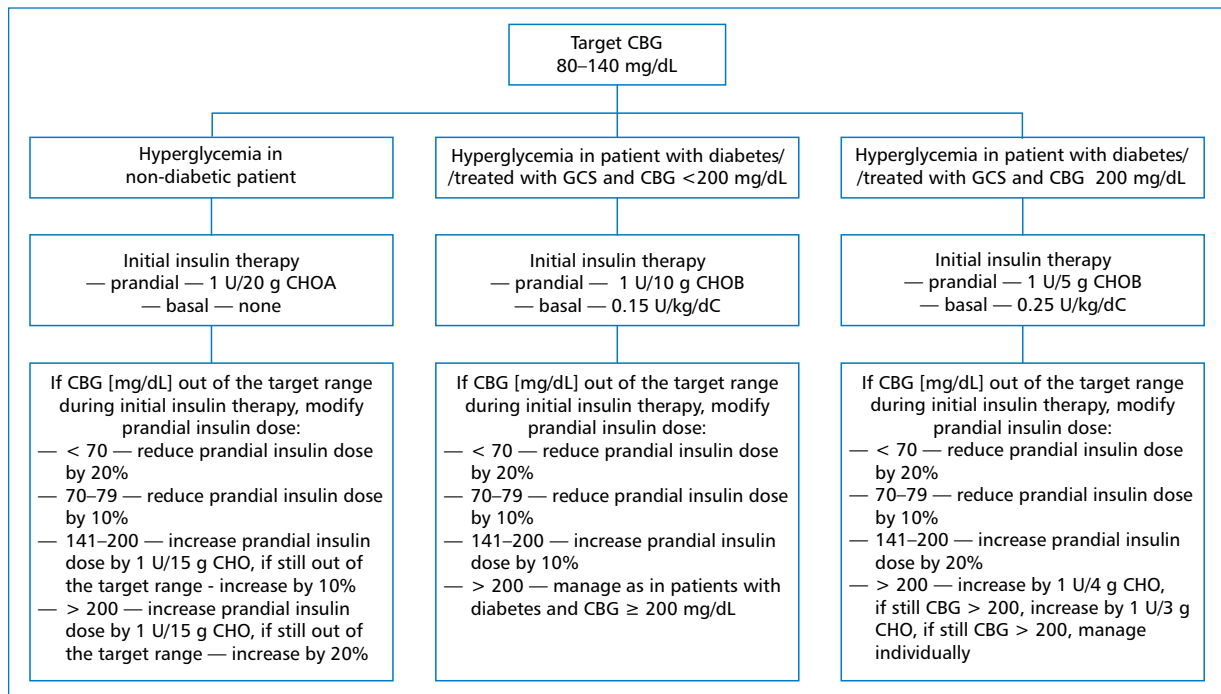 Target CBG
80–140 mg/dL
Hyperglycemia in
non-diabetic patient
Hyperglycemia in patient with diabetes/
/treated with GCS and CBG <200 mg/dL
Hyperglycemia in patient with diabetes/
/treated with GCS and CBG  200 mg/dL
Initial insulin therapy
— prandial — 1 U/20 g CHOA
— basal — none
Initial insulin therapy
— prandial —  1 U/10 g CHOB
— basal — 0.15 U/kg/dC
Initial insulin therapy
— prandial — 1 U/5 g CHOB
— basal — 0.25 U/kg/dC
If CBG [mg/dL] out of the target range
during initial insulin therapy, modify
prandial insulin dose:
— < 70 — reduce prandial insulin dose
by 20%
— 70–79 — reduce prandial insulin dose
by 10%
— 141–200 — increase prandial insulin
dose by 1 U/15 g CHO, if still out of
the target range - increase by 10%
— > 200 — increase prandial insulin
dose by 1 U/15 g CHO, if still out of
the target range — increase by 20%
If CBG [mg/dL] out of the target range
during initial insulin therapy, modify
prandial insulin dose:
— < 70 — reduce prandial insulin dose
by 20%
— 70–79 — reduce prandial insulin dose
by 10%
— 141–200 — increase prandial insulin
dose by 10%
— > 200 — manage as in patients with
diabetes and CBG ≥ 200 mg/dL
If CBG [mg/dL] out of the target range
during initial insulin therapy, modify
prandial insulin dose:
— < 70 — reduce prandial insulin dose
by 20%
— 70–79 — reduce prandial insulin dose
by 10%
— 141–200 — increase prandial insulin
dose by 20%
— > 200 — increase by 1 U/4 g CHO,
if still CBG > 200, increase by 1 U/3 g
CHO, if still CBG > 200, manage
individually